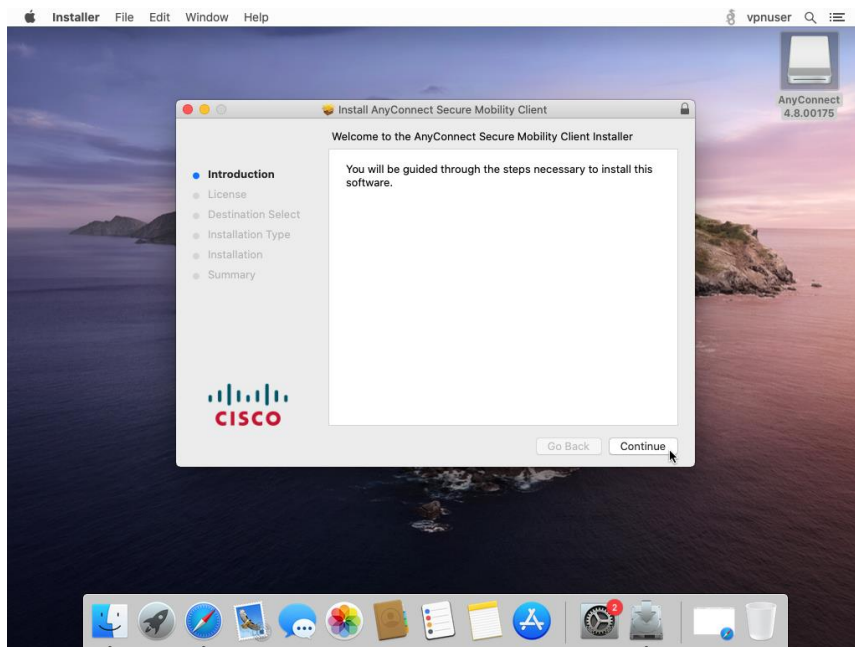 Installer File Edit Window Help
vpnuser
AnyConnect
4.8.00175
Install AnyConnect Secure Mobility Client
Welcome to the AnyConnect Secure Mobility Client Installer
Introduction
License
Destination Select
Installation Type
Installation
Summary
You will be guided through the steps necessary to install this
software.
CISCO
Go Back Continue
2